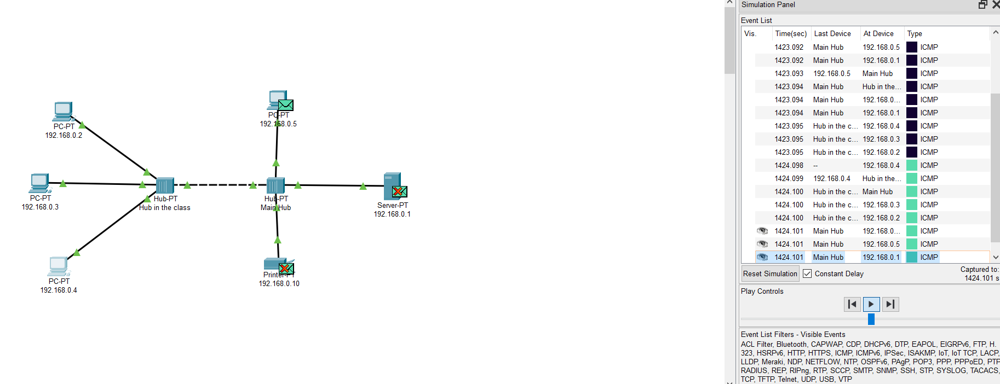 PC-PT
192.168.0.2
PC-PT
192.168.0.3
PC-PT
192.168.0.4
Hub-PT
Hub in the class
PC-PT
192.168.0.5
Hub-PT
Main Hub
Server-PT
192.168.0.1
Printer-PT
192.168.0.10
Simulation Panel
Event List
Vis. Time(sec) Last Device At Device Type
1423.092 Main Hub 192.168.0.5 ICMP
1423.092 Main Hub 192.168.0.1 ICMP
1423.093 192.168.0.5 Main Hub ICMP
1423.094 Main Hub Hub in the... ICMP
1423.094 Main Hub 192.168.0... ICMP
1423.094 Main Hub 192.168.0.1 ICMP
1423.095 Hub in the c... 192.168.0.4 ICMP
1423.095 Hub in the c... 192.168.0.3 ICMP
1423.095 Hub in the c... 192.168.0.2 ICMP
1424.098 -- 192.168.0.4 ICMP
1424.099 192.168.0.4 Hub in the... ICMP
1424.100 Hub in the c... Main Hub ICMP
1424.100 Hub in the c... 192.168.0.3 ICMP
1424.100 Hub in the c... 192.168.0.2 ICMP
1424.101 Main Hub 192.168.0... ICMP
1424.101 Main Hub 192.168.0.5 ICMP
1424.101 Main Hub 192.168.0.1 ICMP
Reset Simulation Constant Delay Captured to:
1424.101 s
Play Controls
Event List Filters - Visible Events
ACL Filter, Bluetooth, CAPWAP, CDP, DHCPv6, DTP, EAPOL, EIGRPv6, FTP, H.
323, HSRPv6, HTTP, HTTPS, ICMP, ICMPv6, IPSec, ISAKMP, IoT, IoT TCP, LACP,
LLDP, Meraki, NDP, NETFLOW, NTP, OSPFv6, PAgP, POP3, PPP, PPPoED, PTP
RADIUS, REP, RIPng, RTP, SCCP, SMTP, SNMP, SSH, STP, SYSLOG, TACACS,
TCP, TFTP, Telnet, UDP, USB, VTP